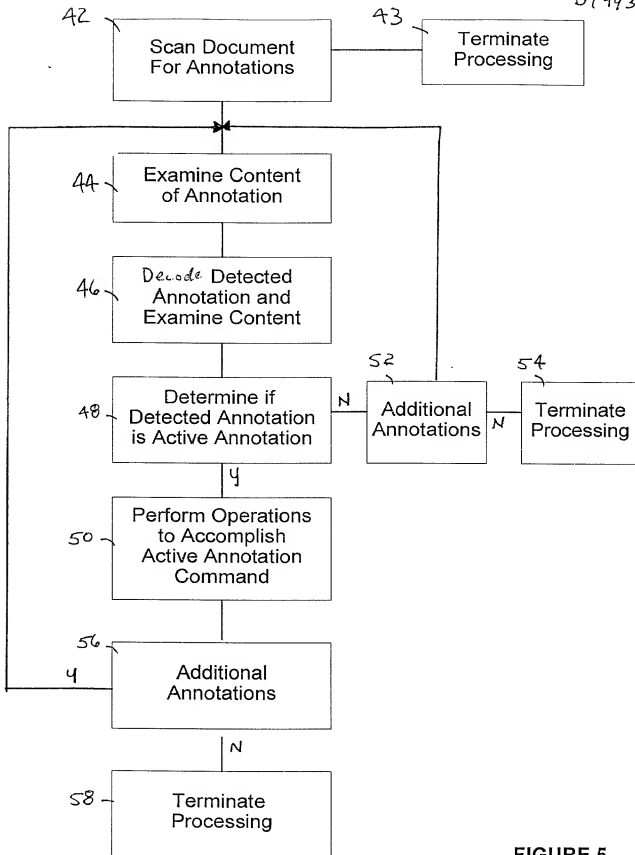 42
Scan Document
For Annotations
43
Terminate
Processing
44
Examine Content
of Annotation
46
Decode Detected
Annotation and
Examine Content
48
Determine if
Detected Annotation
is Active Annotation
N
52
Additional
Annotations
N
54
Terminate
Processing
Y
50
Perform Operations
to Accomplish
Active Annotation
Command
56
Y
Additional
Annotations
N
58
Terminate
Processing
FIGURE 5